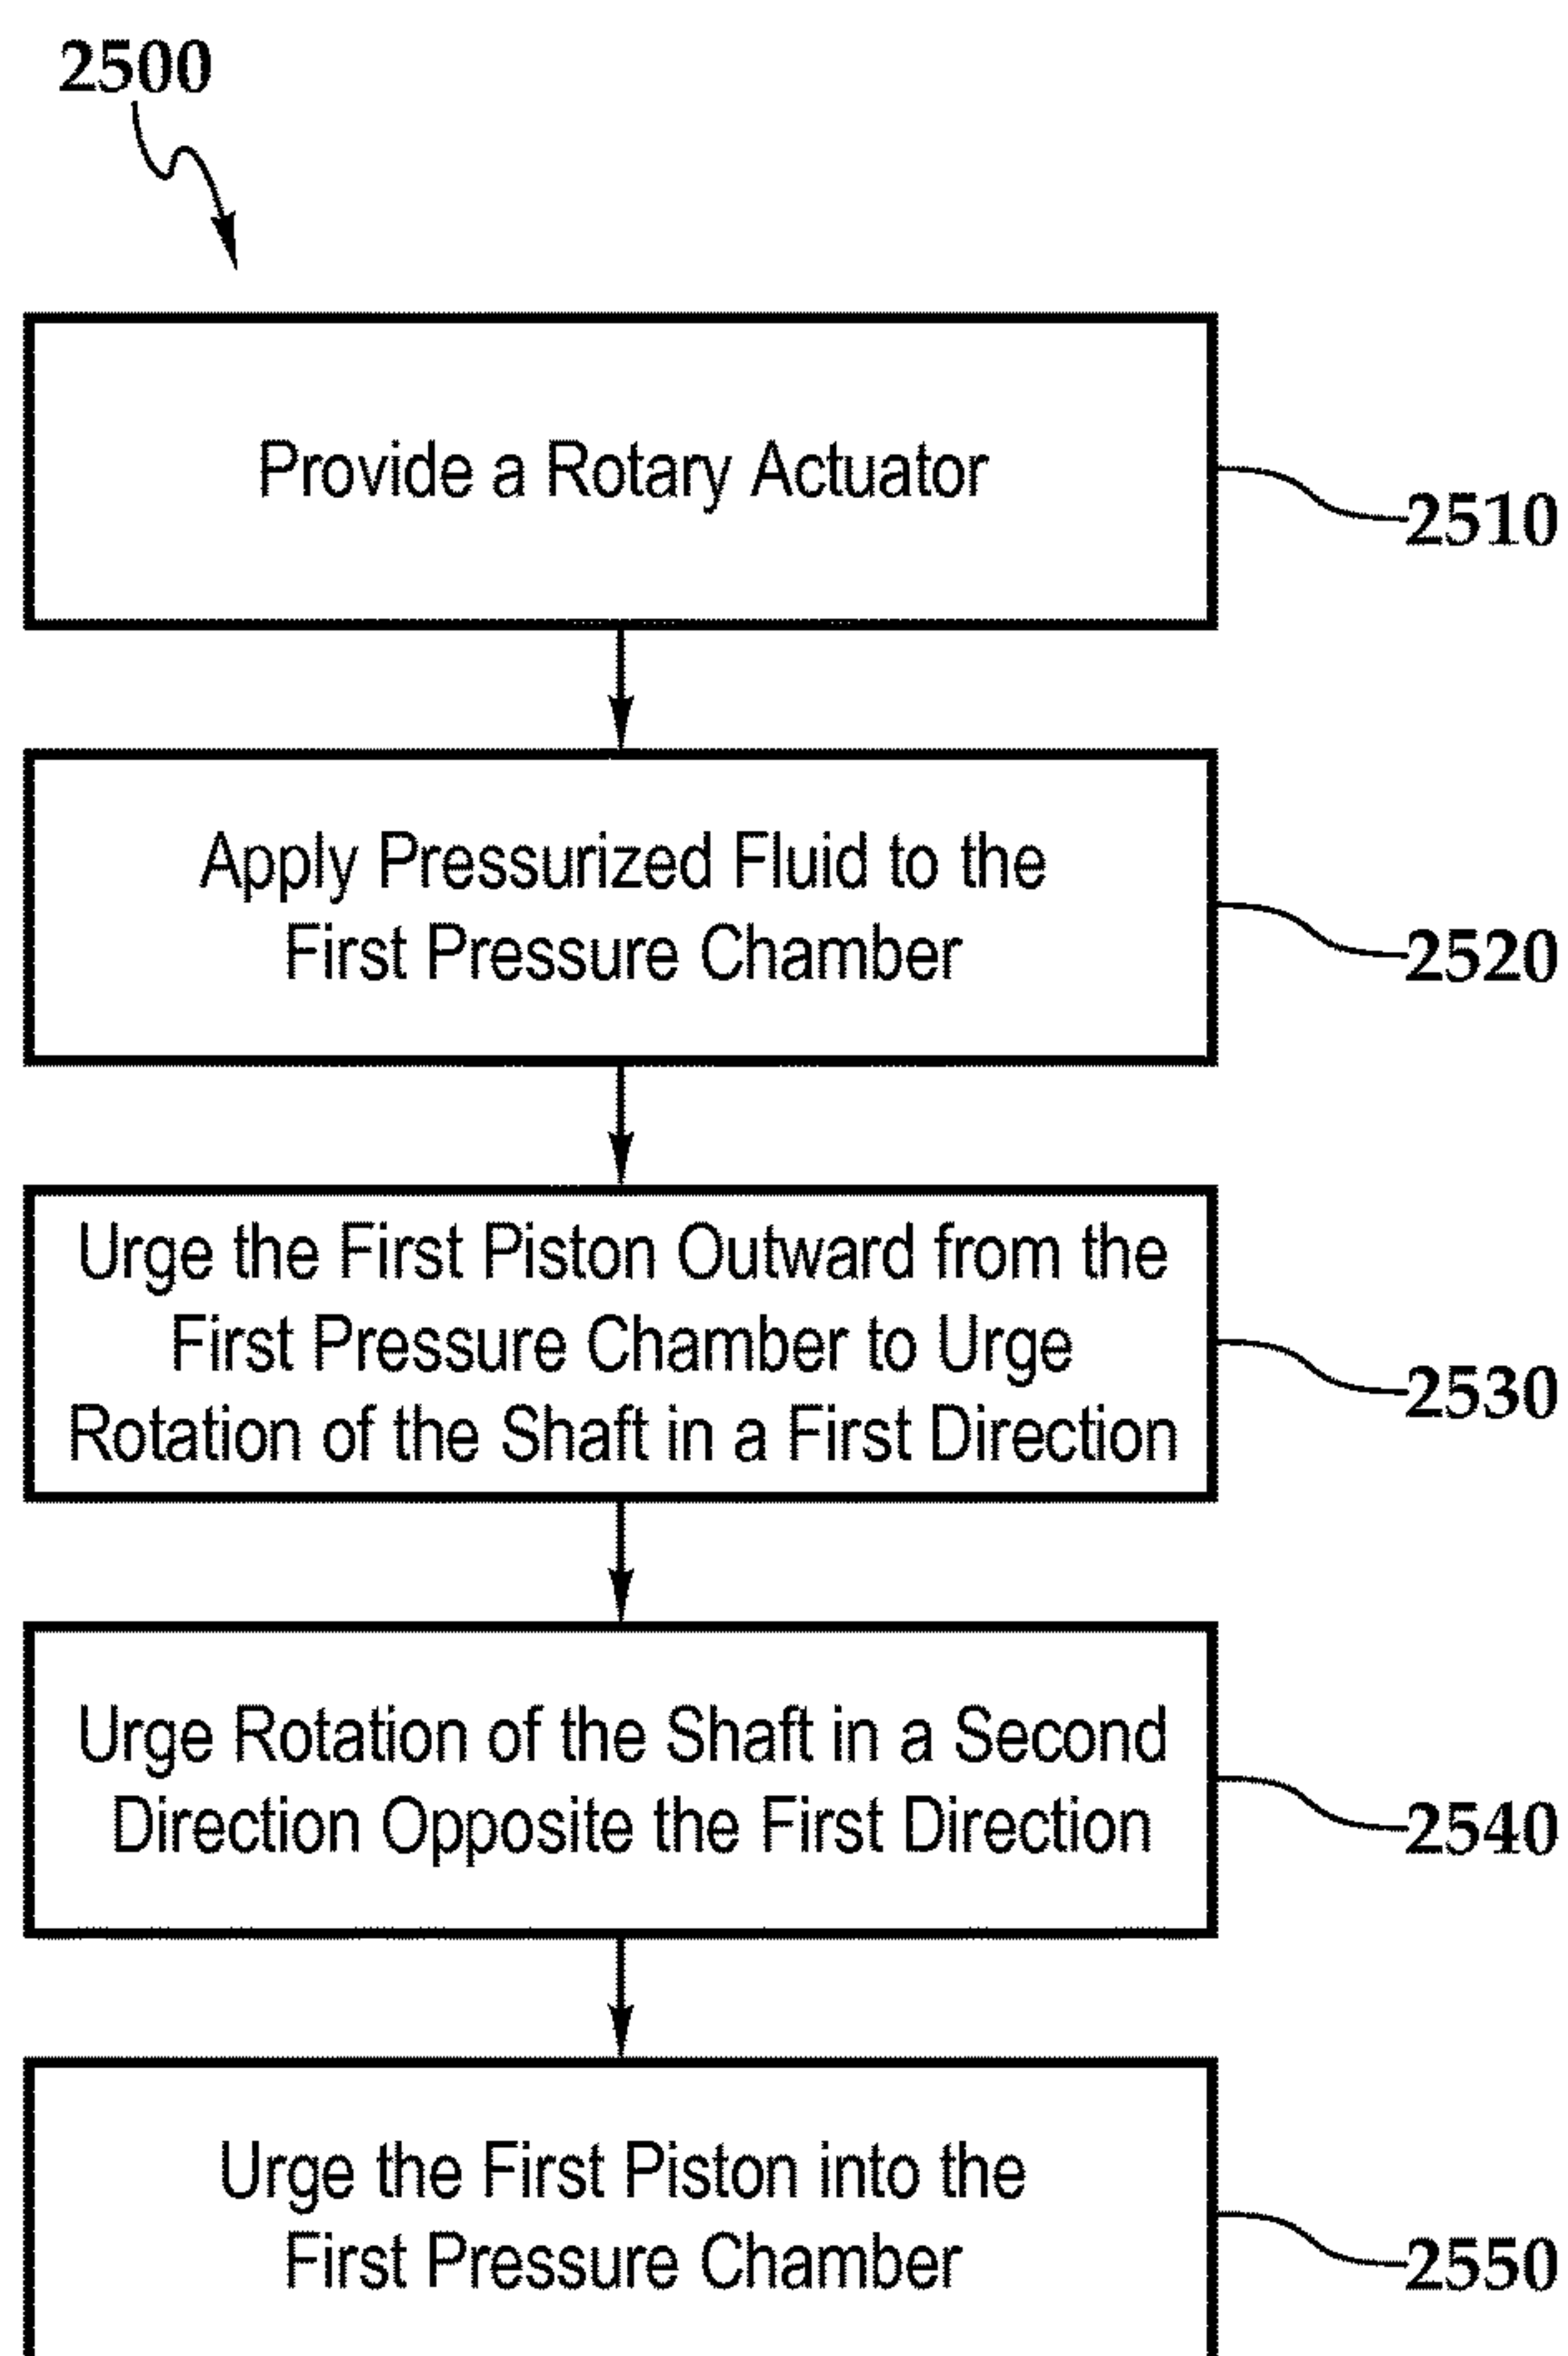 2500
Provide a Rotary Actuator
2510
Apply Pressurized Fluid to the
First Pressure Chamber
2520
Urge the First Piston Outward from the
First Pressure Chamber to Urge
Rotation of the Shaft in a First Direction
2530
Urge Rotation of the Shaft in a Second
Direction Opposite the First Direction
2540
Urge the First Piston into the
First Pressure Chamber
2550